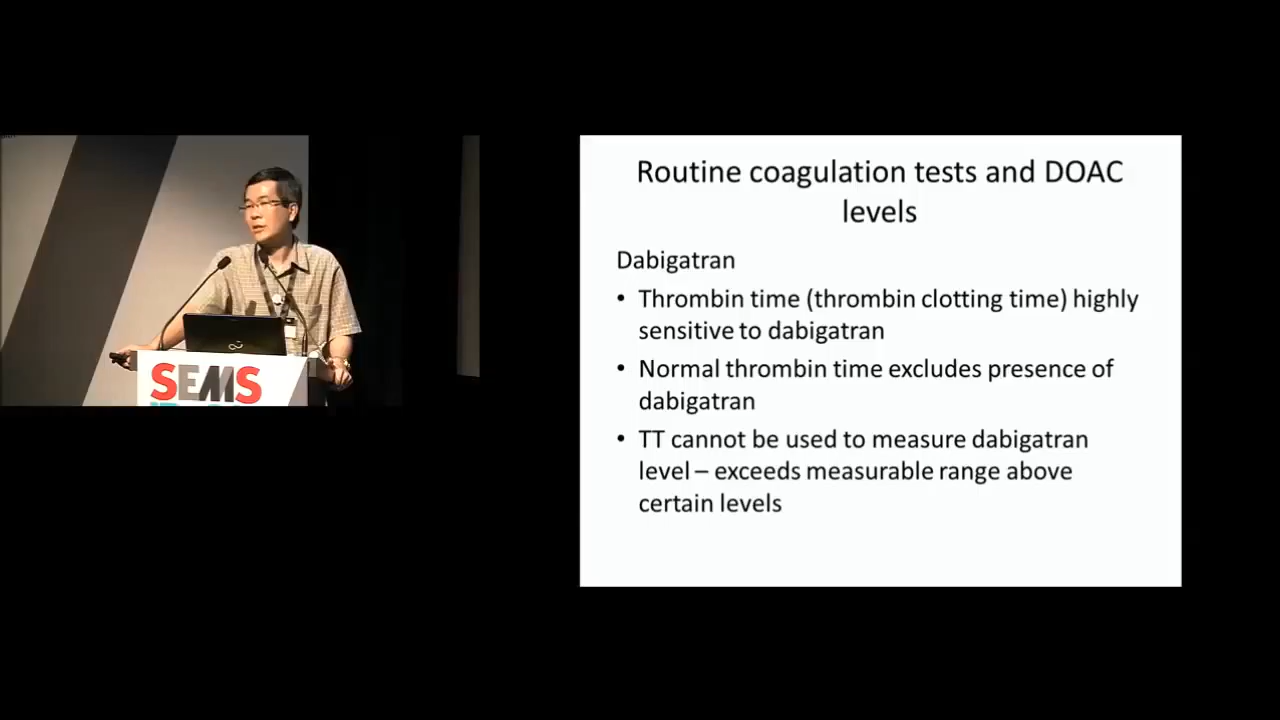 SEMS
Routine coagulation tests and DOAC
levels
Dabigatran
• Thrombin time (thrombin clotting time) highly
sensitive to dabigatran
• Normal thrombin time excludes presence of
dabigatran
• TT cannot be used to measure dabigatran
level – exceeds measurable range above
certain levels